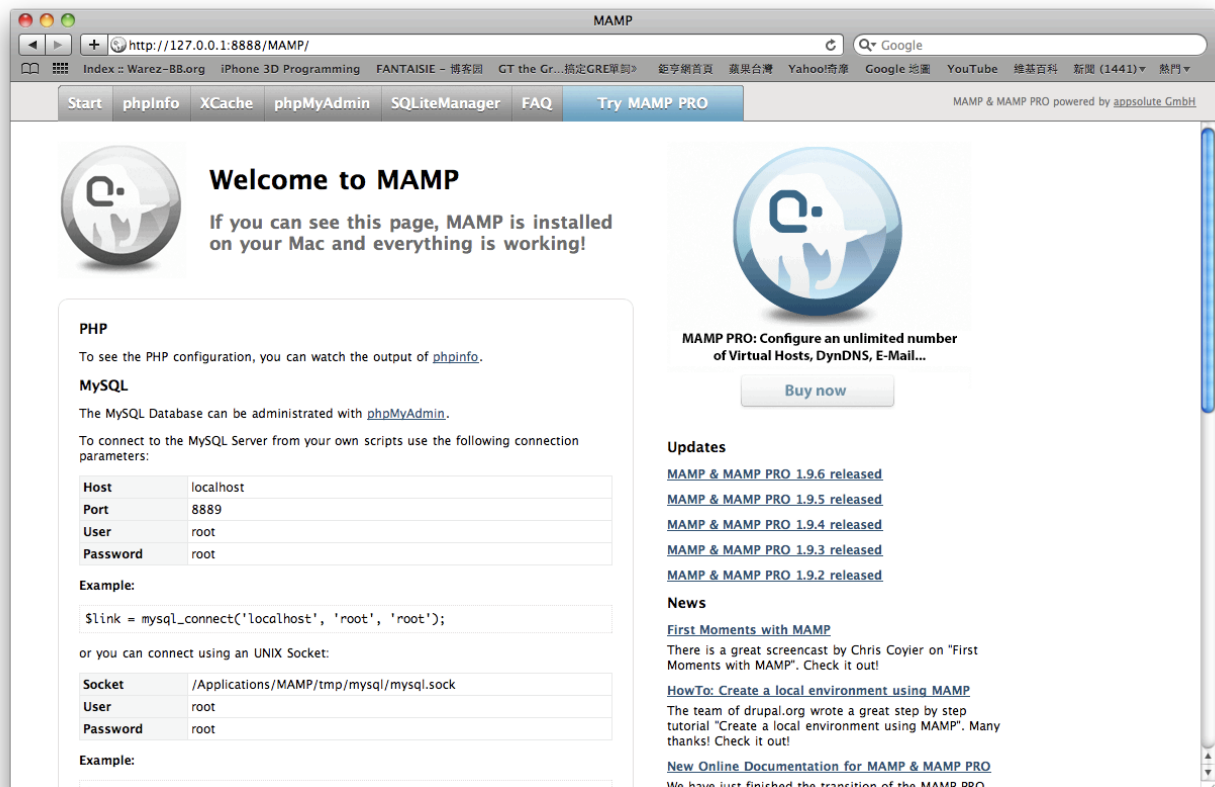 MAMP
http://127.0.0.1:8888/MAMP/
Google
Index :: Warez-BB.org iPhone 3D Programming FANTAISIE - 博客园 GT the Gr...搞定GRE單詞》 鉅亨網首頁 蘋果台灣 Yahoo!奇摩 Google 地圖 YouTube 維基百科 新聞 (1441)▾ 熱門▾
Start phpInfo XCache phpMyAdmin SQLiteManager FAQ Try MAMP PRO
MAMP & MAMP PRO powered by appsolute GmbH
Welcome to MAMP
If you can see this page, MAMP is installed
on your Mac and everything is working!
PHP
To see the PHP configuration, you can watch the output of phpinfo.
MySQL
The MySQL Database can be administrated with phpMyAdmin.
To connect to the MySQL Server from your own scripts use the following connection
parameters:
Host localhost
Port 8889
User root
Password root
Example:
$link = mysql_connect('localhost', 'root', 'root');
or you can connect using an UNIX Socket:
Socket /Applications/MAMP/tmp/mysql/mysql.sock
User root
Password root
Example:
MAMP PRO: Configure an unlimited number
of Virtual Hosts, DynDNS, E-Mail...
Buy now
Updates
MAMP & MAMP PRO 1.9.6 released
MAMP & MAMP PRO 1.9.5 released
MAMP & MAMP PRO 1.9.4 released
MAMP & MAMP PRO 1.9.3 released
MAMP & MAMP PRO 1.9.2 released
News
First Moments with MAMP
There is a great screencast by Chris Coyier on "First
Moments with MAMP". Check it out!
HowTo: Create a local environment using MAMP
The team of drupal.org wrote a great step by step
tutorial "Create a local environment using MAMP". Many
thanks! Check it out!
New Online Documentation for MAMP & MAMP PRO
We have just finished the transition of the MAMP PRO